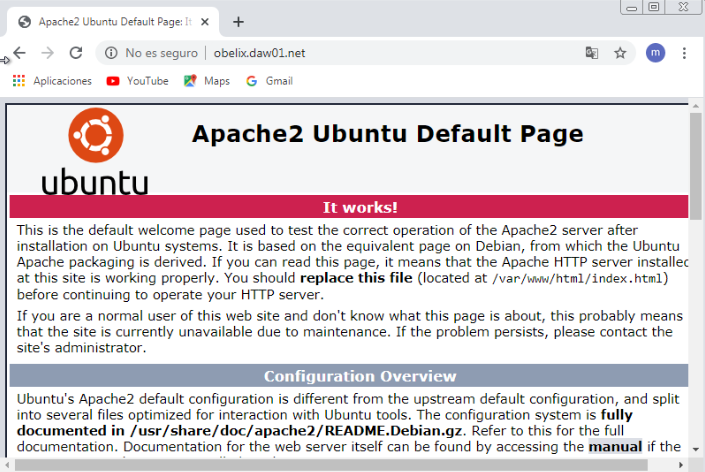 Apache2 Ubuntu Default Page: It
No es seguro | obelix.daw01.net
m
Aplicaciones YouTube Maps Gmail
ubuntu
Apache2 Ubuntu Default Page
It works!
This is the default welcome page used to test the correct operation of the Apache2 server after
installation on Ubuntu systems. It is based on the equivalent page on Debian, from which the Ubuntu
Apache packaging is derived. If you can read this page, it means that the Apache HTTP server installed
at this site is working properly. You should replace this file (located at /var/www/html/index.html)
before continuing to operate your HTTP server.
If you are a normal user of this web site and don't know what this page is about, this probably means
that the site is currently unavailable due to maintenance. If the problem persists, please contact the
site's administrator.
Configuration Overview
Ubuntu's Apache2 default configuration is different from the upstream default configuration, and split
into several files optimized for interaction with Ubuntu tools. The configuration system is fully
documented in /usr/share/doc/apache2/README.Debian.gz. Refer to this for the full
documentation. Documentation for the web server itself can be found by accessing the manual if the